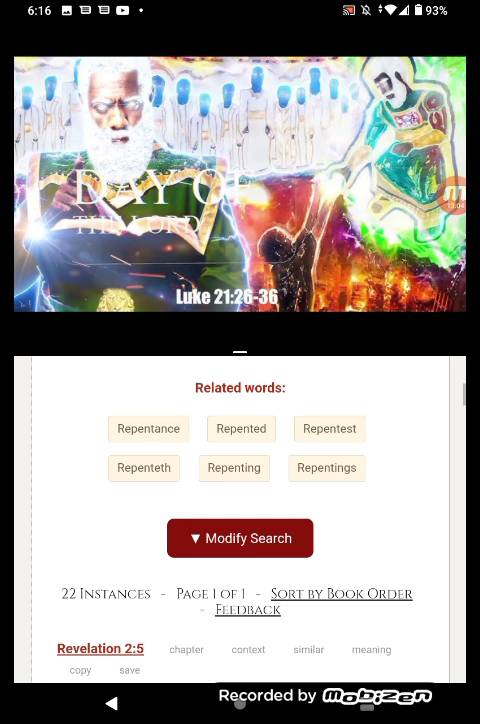 6:16
93%
DAY OF
THE LORD
13:04
Luke 21:26-36
Related words:
Repentance Repented Repentest
Repenteth Repenting Repentings
▼ Modify Search
22 Instances - Page 1 of 1 - Sort by Book Order
- Feedback
Revelation 2:5 chapter context similar meaning
copy save
Recorded by Mobizen